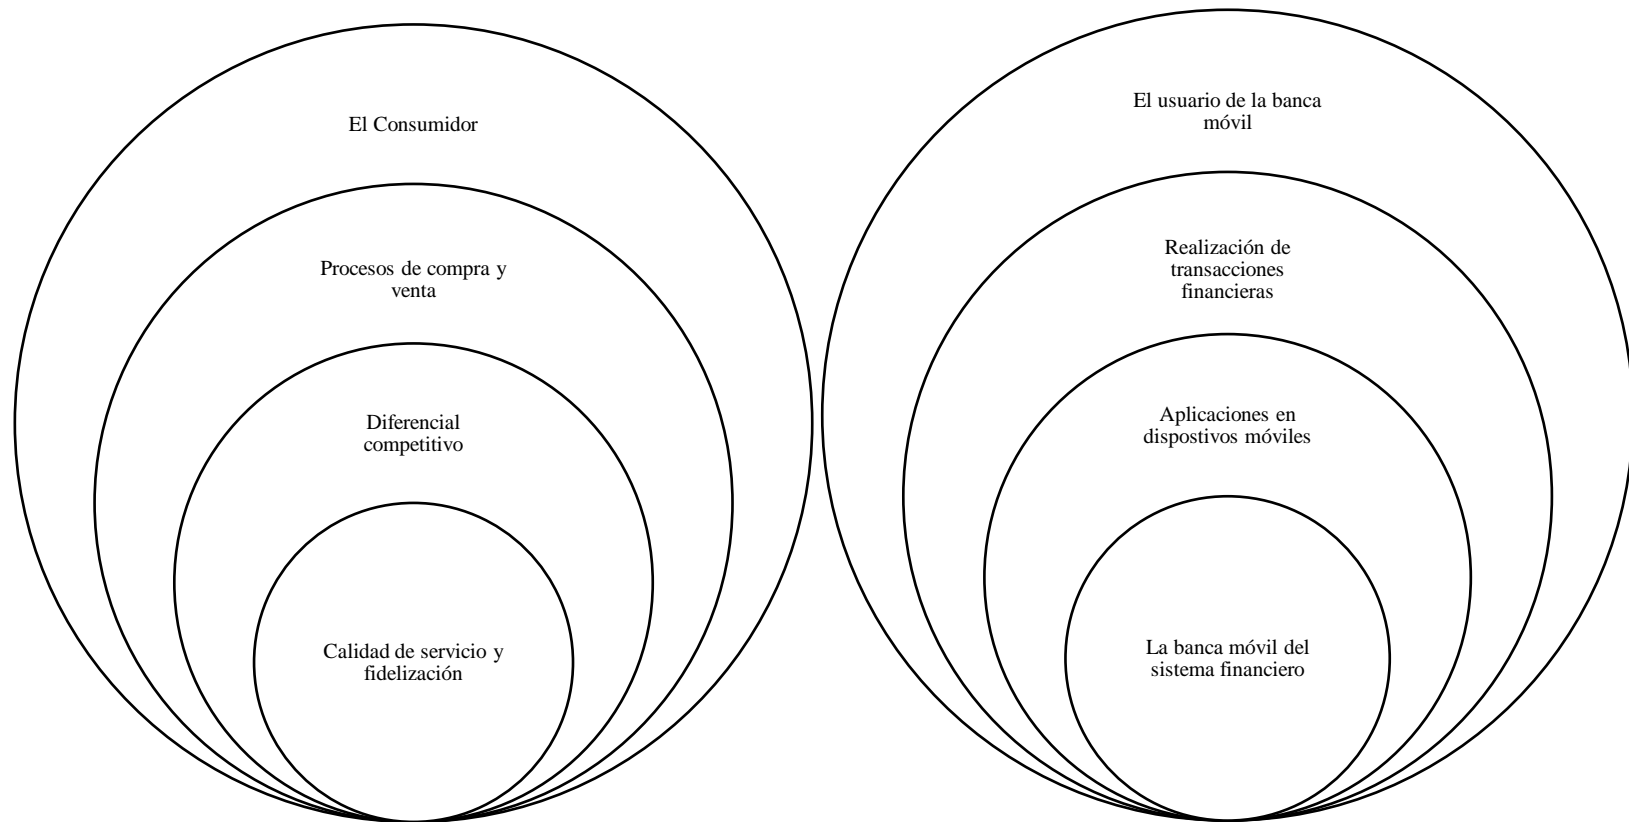 El Consumidor
Procesos de compra y
venta
Diferencial
competitivo
Calidad de servicio y
fidelización
El usuario de la banca
móvil
Realización de
transacciones
financieras
Aplicaciones en
dispostivos móviles
La banca móvil del
sistema financiero